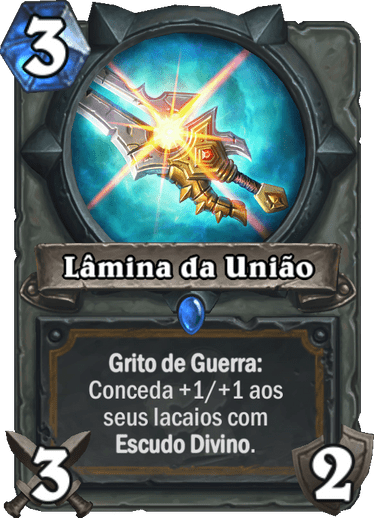 3
Lâmina da União
Grito de Guerra:
Conceda +1/+1 aos
seus lacaios com
Escudo Divino.
3
2